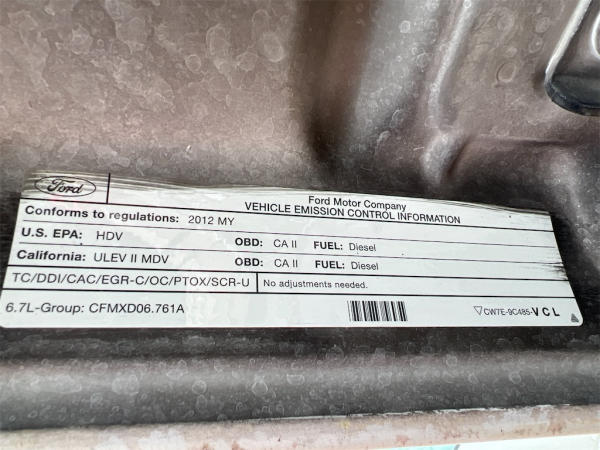 Ford
Ford Motor Company
VEHICLE EMISSION CONTROL INFORMATION
Conforms to regulations: 2012 MY
U.S. EPA: HDV OBD: CA II FUEL: Diesel
California: ULEV II MDV OBD: CA II FUEL: Diesel
TC/DDI/CAC/EGR-C/OC/PTOX/SCR-U No adjustments needed.
6.7L-Group: CFMXD06.761A ▽CW7E-9C485-VCL